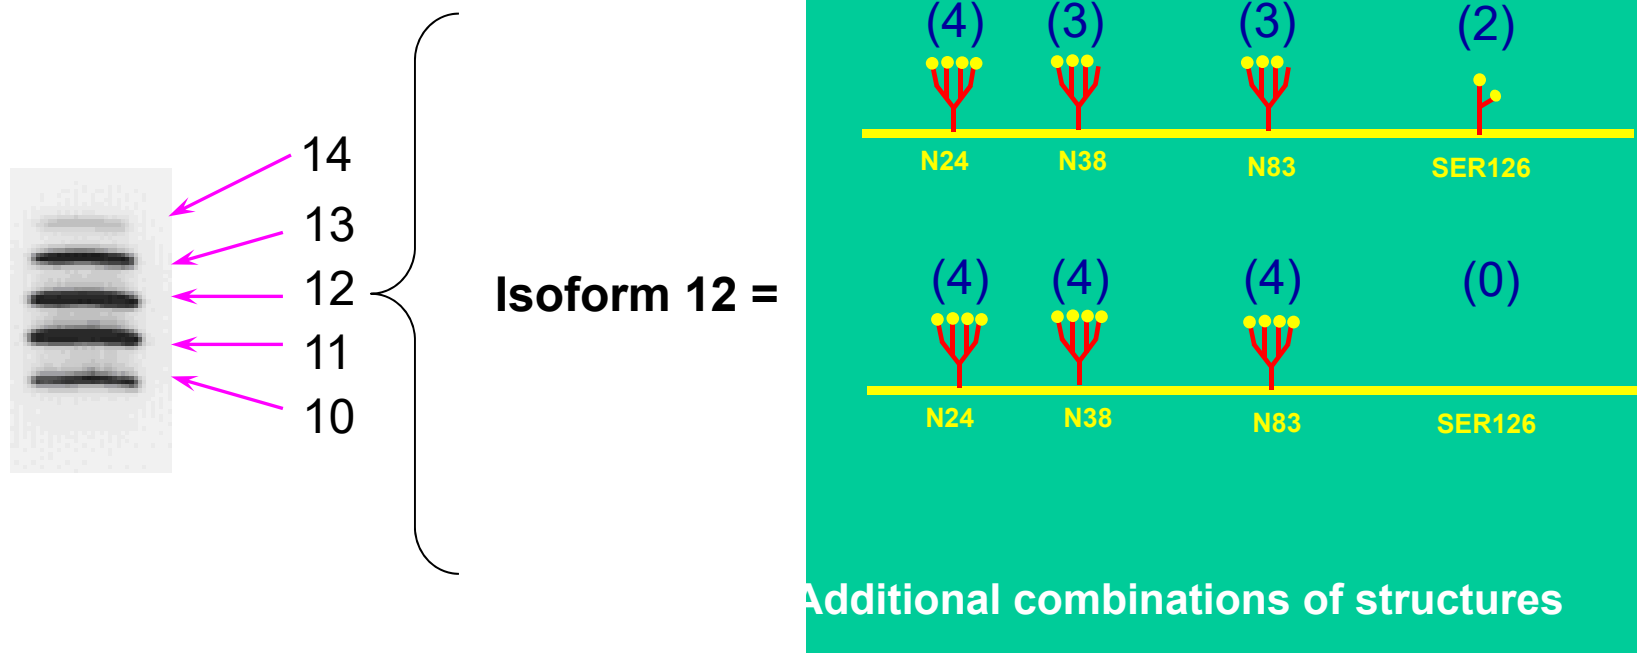 14
13
12
11
10
Isoform 12 =
(4) (3) (3) (2)
N24 N38 N83 SER126
(4) (4) (4) (0)
N24 N38 N83 SER126
Additional combinations of structures